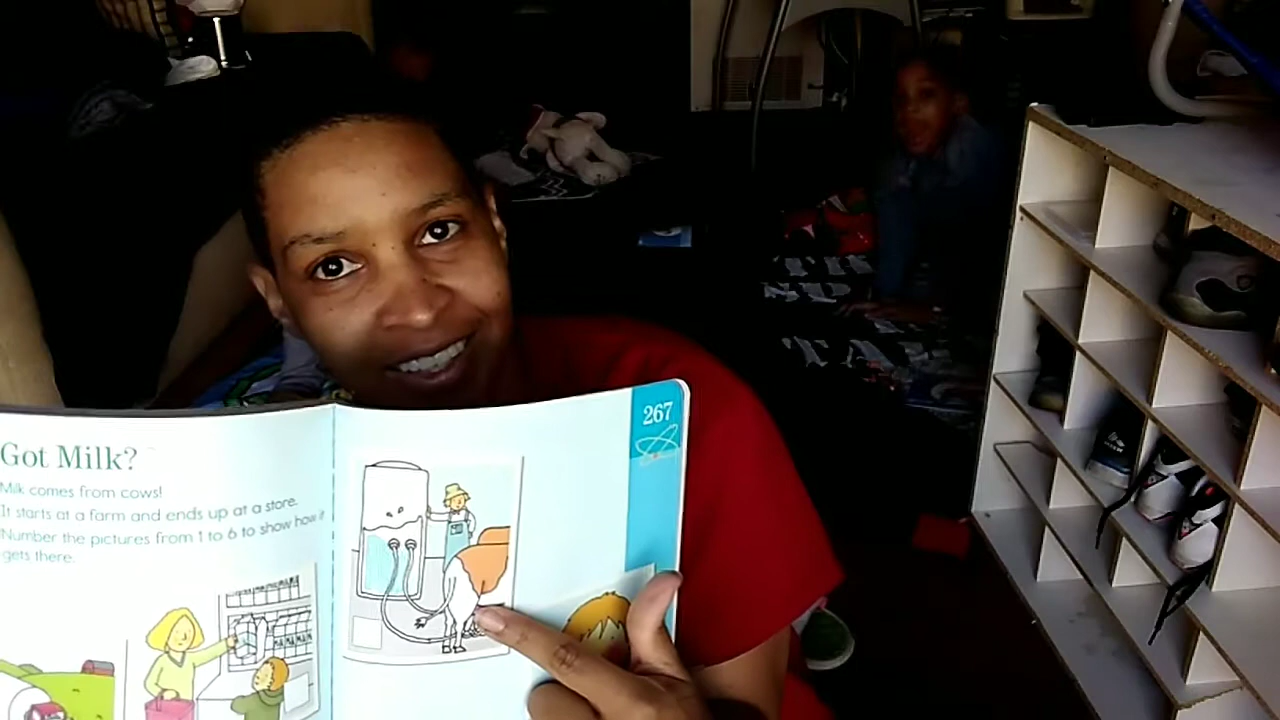 267
Got Milk?
Milk comes from cows!
It starts at a farm and ends up at a store.
Number the pictures from 1 to 6 to show how it
gets there.